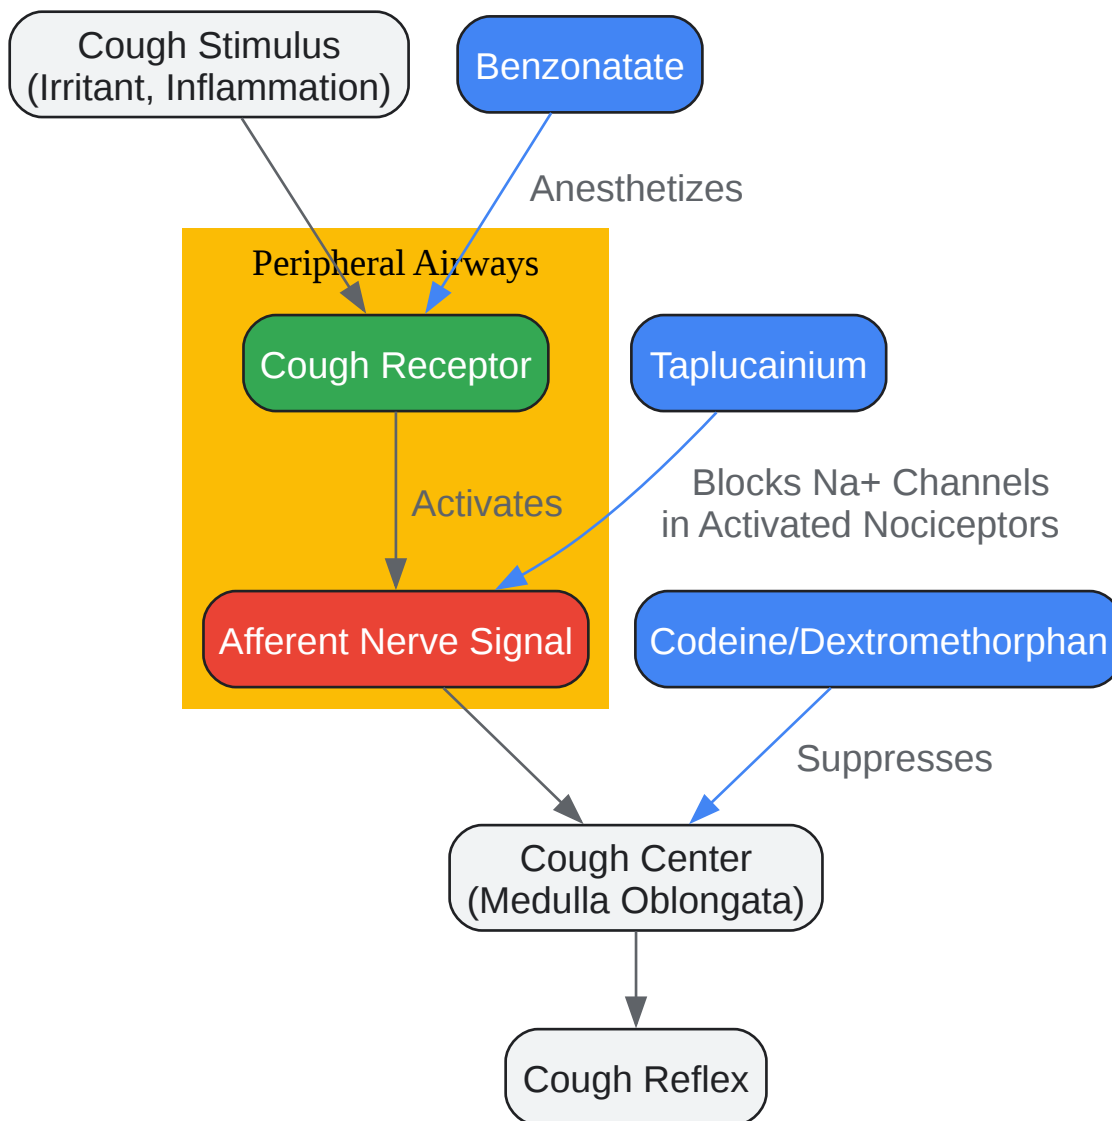 Cough Stimulus
(Irritant, Inflammation)
Benzonatate
Anesthetizes
Peripheral Airways
Cough Receptor
Taplucainium
Activates
Blocks Na+ Channels
in Activated Nociceptors
Afferent Nerve Signal
Codeine/Dextromethorphan
Suppresses
Cough Center
(Medulla Oblongata)
Cough Reflex